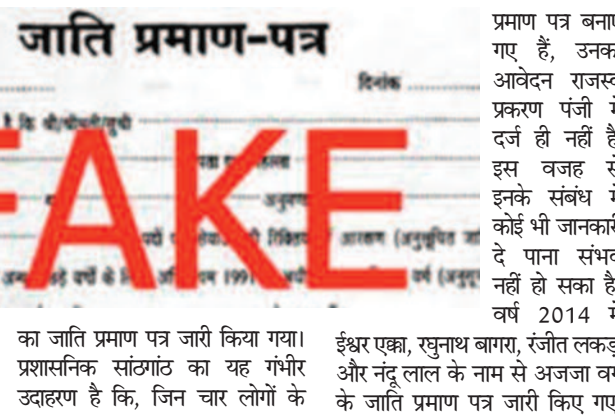 जाति प्रमाण-पत्र
दिनांक
है कि श्री/श्रीमती/सुश्री
FAKE
का जाति प्रमाण पत्र जारी किया गया।
प्रशासनिक सांठगांठ का यह गंभीर
उदाहरण है कि, जिन चार लोगों के
प्रमाण पत्र बनाए
गए हैं, उनका
आवेदन राजस्व
प्रकरण पंजी में
दर्ज ही नहीं है।
इस वजह से
इनके संबंध में
कोई भी जानकारी
दे पाना संभव
नहीं हो सका है।
वर्ष 2014 में
ईश्वर एक्का, रघुनाथ बागरा, रंजीत लकड़ा
और नंदू लाल के नाम से अजजा वर्ग
के जाति प्रमाण पत्र जारी किए गए